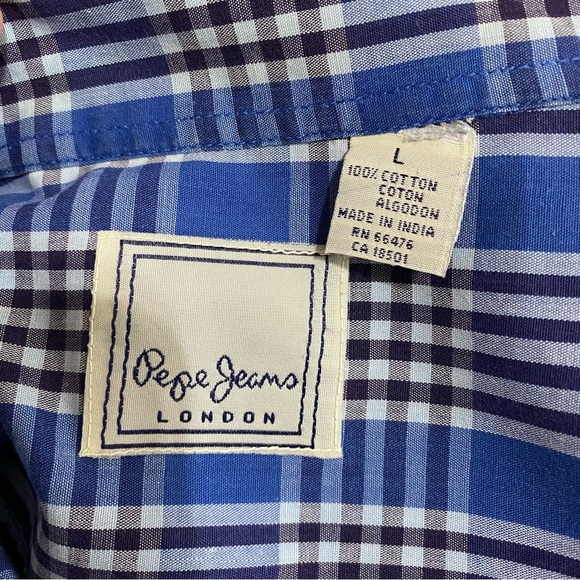 L
100% COTTON
COTON
ALGODON
MADE IN INDIA
RN 66476
CA 18501
Pepe Jeans
LONDON